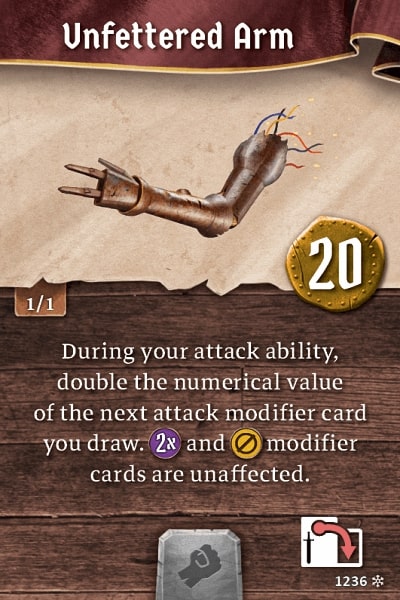 Unfettered Arm
20
1/1
During your attack ability,
double the numerical value
of the next attack modifier card
you draw. 2x and modifier
cards are unaffected.
1236